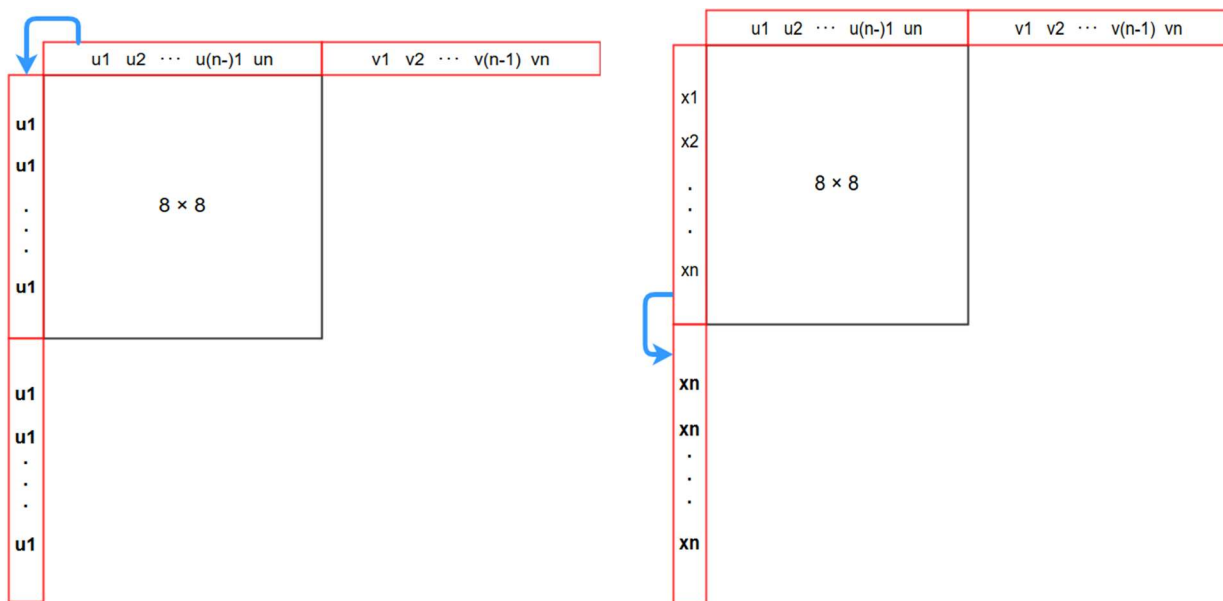 u1 u2 ··· u(n-)1 un
v1 v2 ··· v(n-1) vn
u1
u1
.
.
.
u1
8 × 8
u1
u1
.
.
.
u1
u1 u2 ··· u(n-)1 un
v1 v2 ··· v(n-1) vn
x1
x2
.
.
.
xn
8 × 8
xn
xn
.
.
.
xn